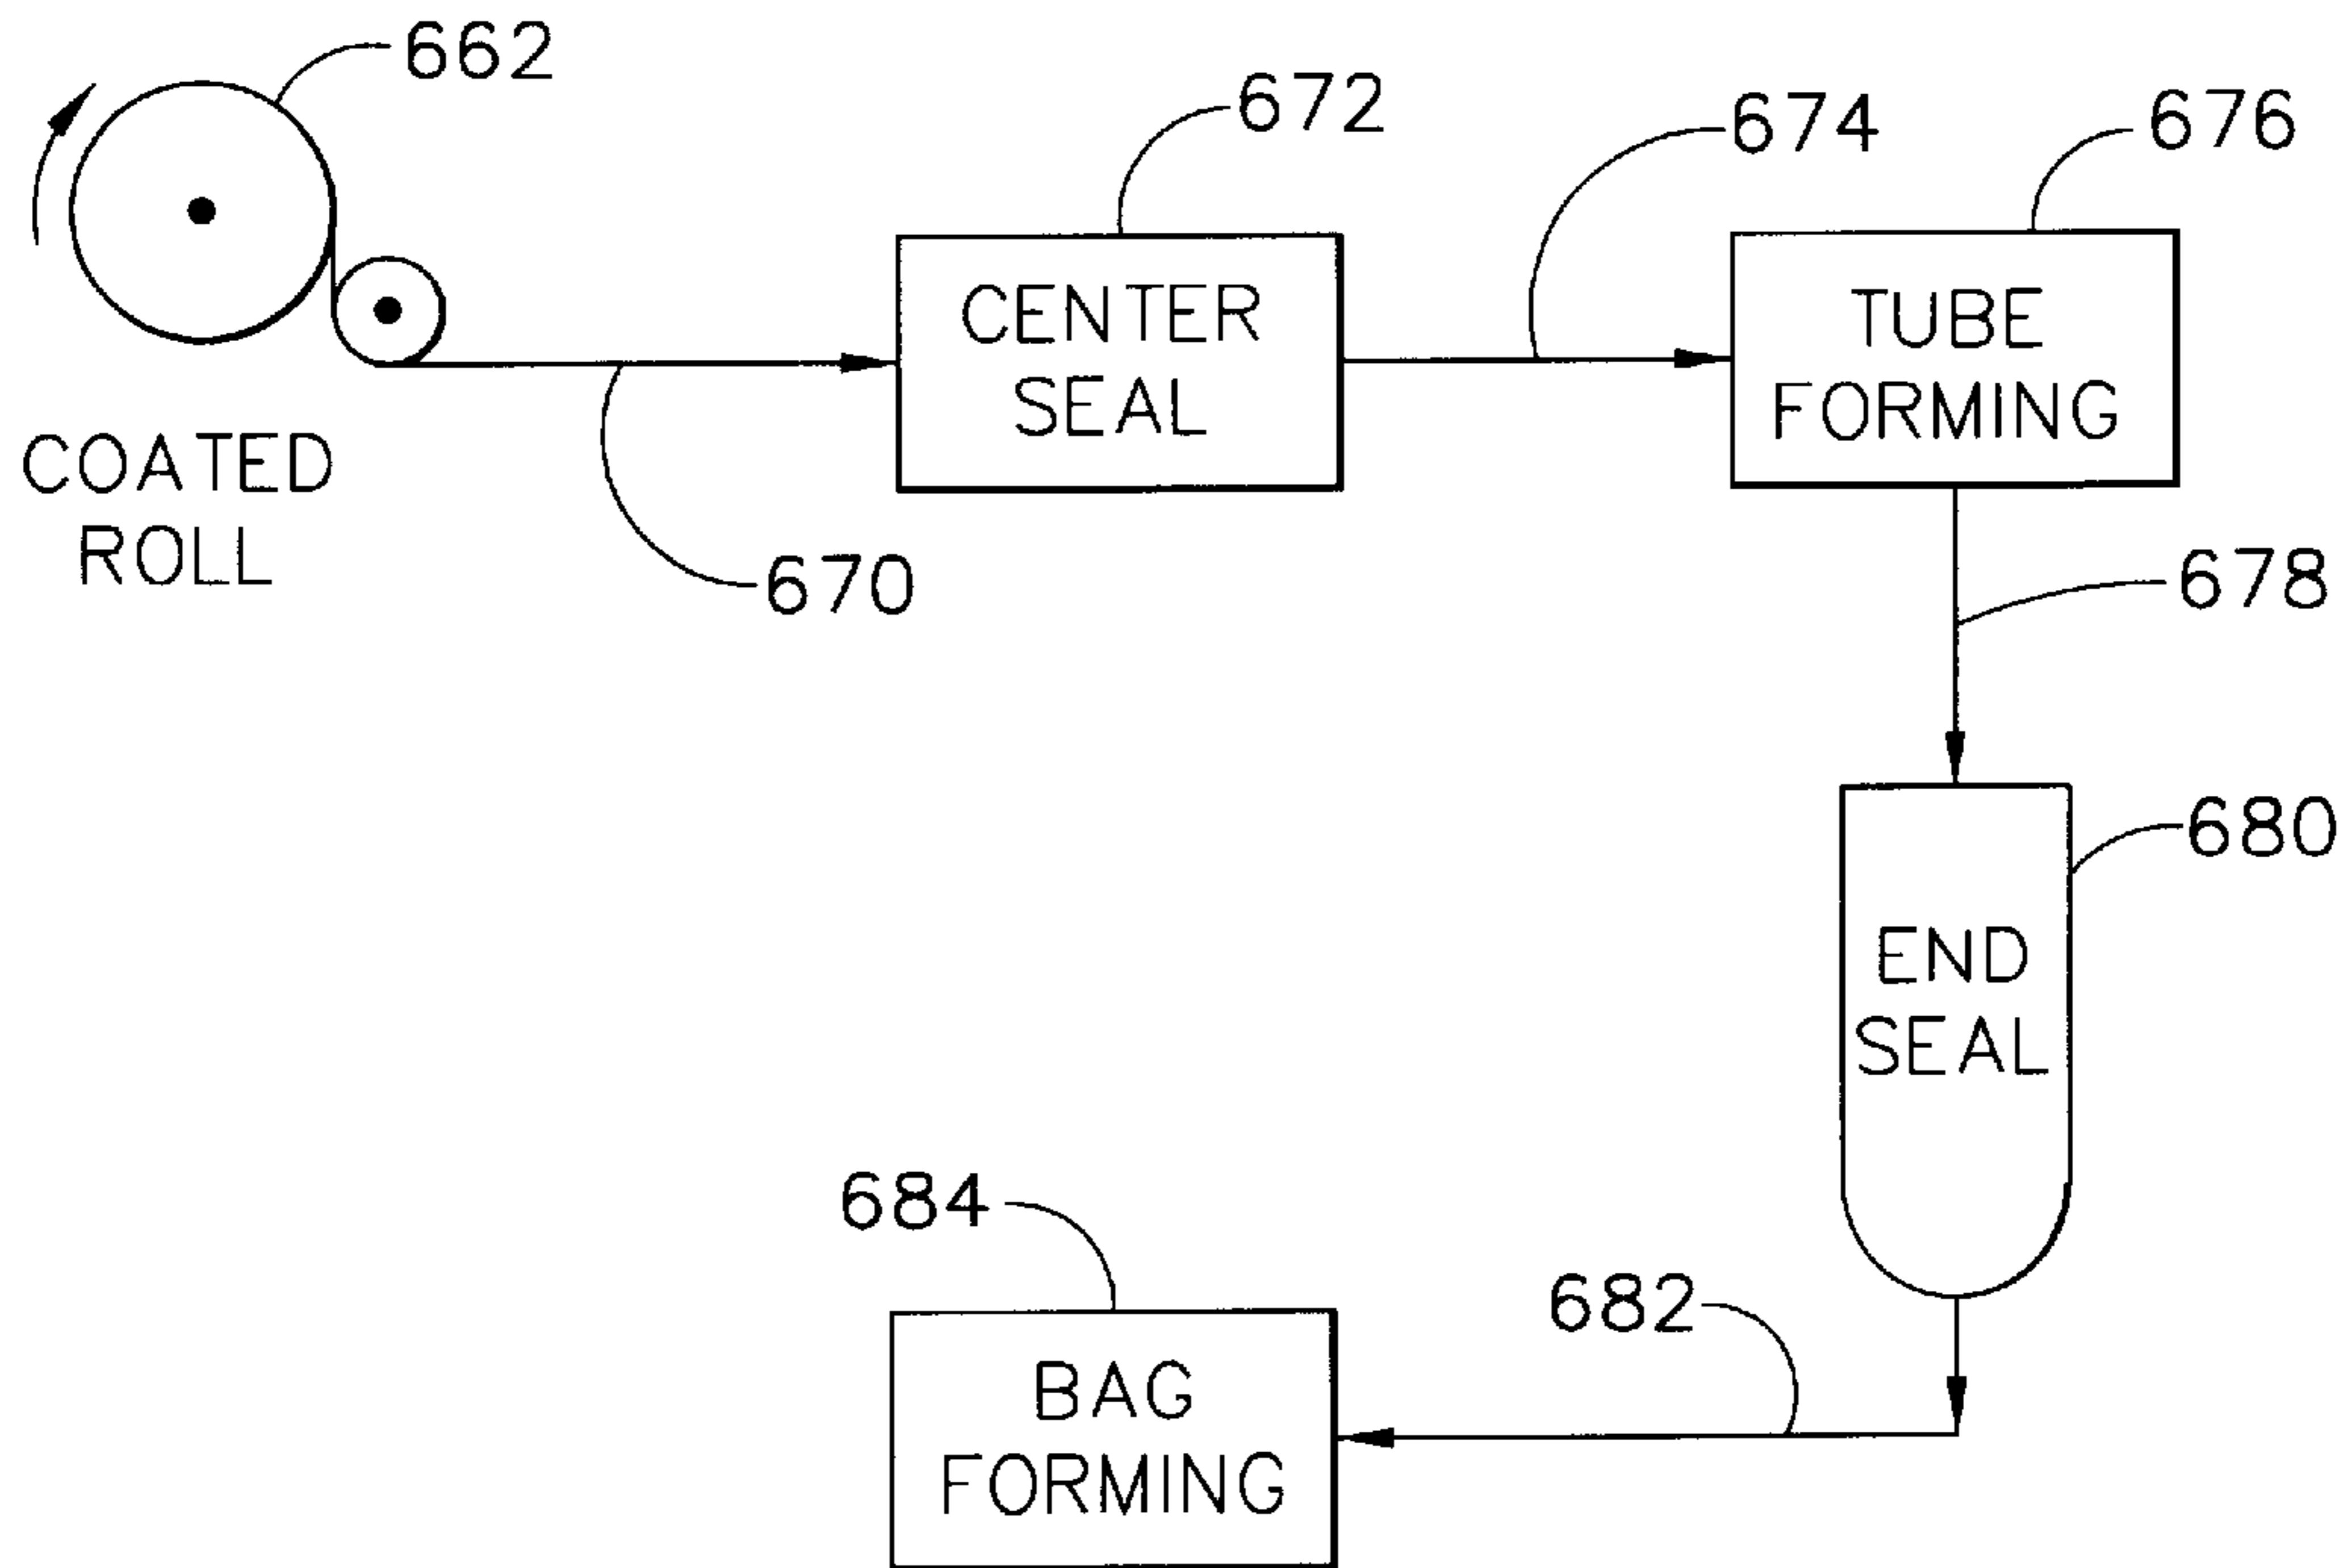 662
672
674
676
CENTER
SEAL
TUBE
FORMING
COATED
ROLL
670
678
680
END
SEAL
684
682
BAG
FORMING